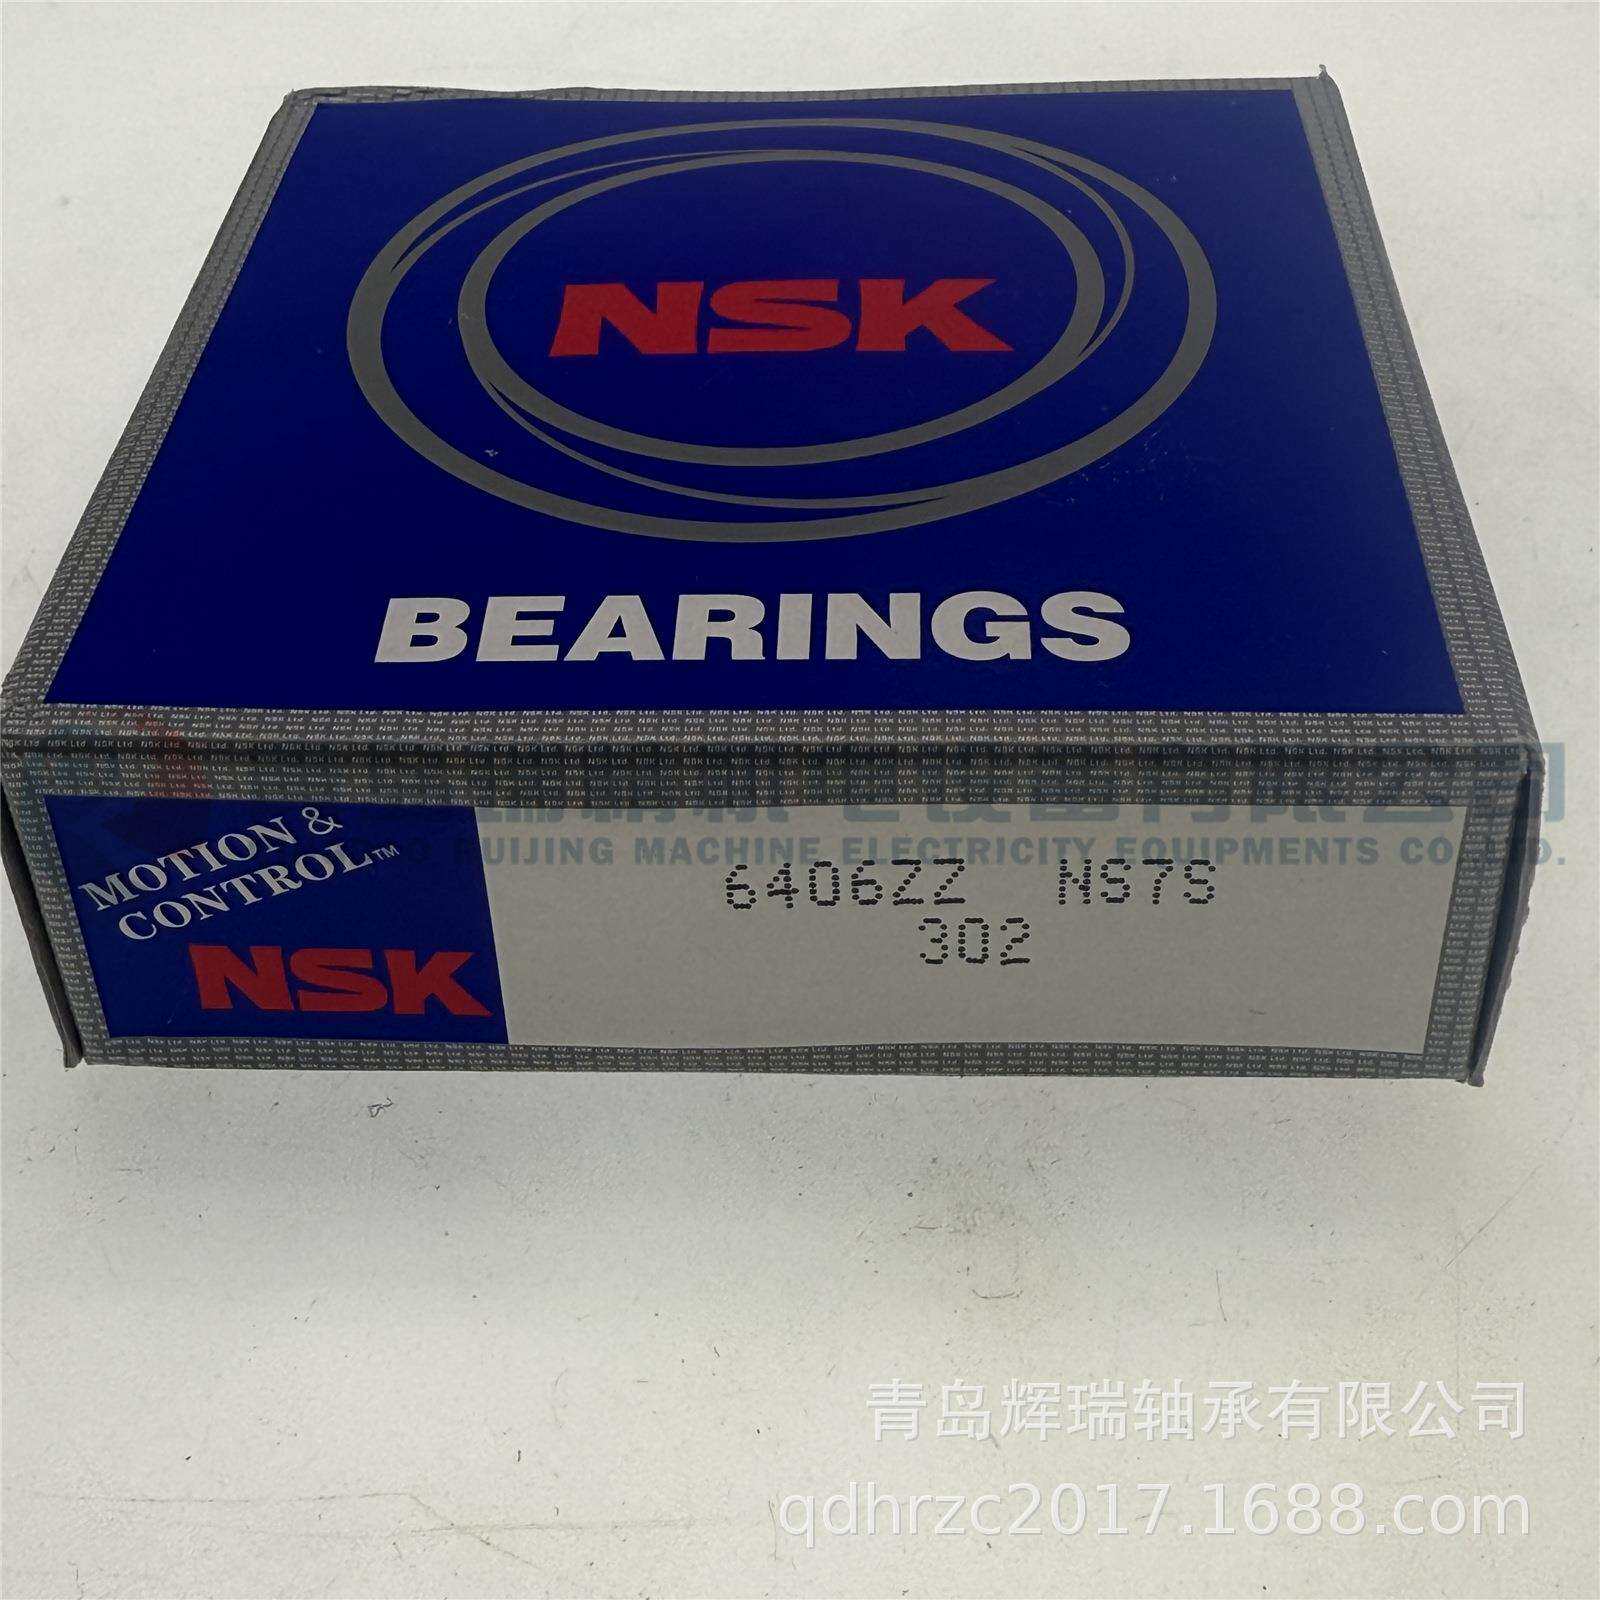 NSK
BEARINGS
MOTION &
CONTROL™
NSK
6406ZZ NS7S
302
RUIJING MACHINE ELECTRICITY EQUIPMENTS CO., LTD.
青岛辉瑞轴承有限公司
qdhrzc2017.1688.com